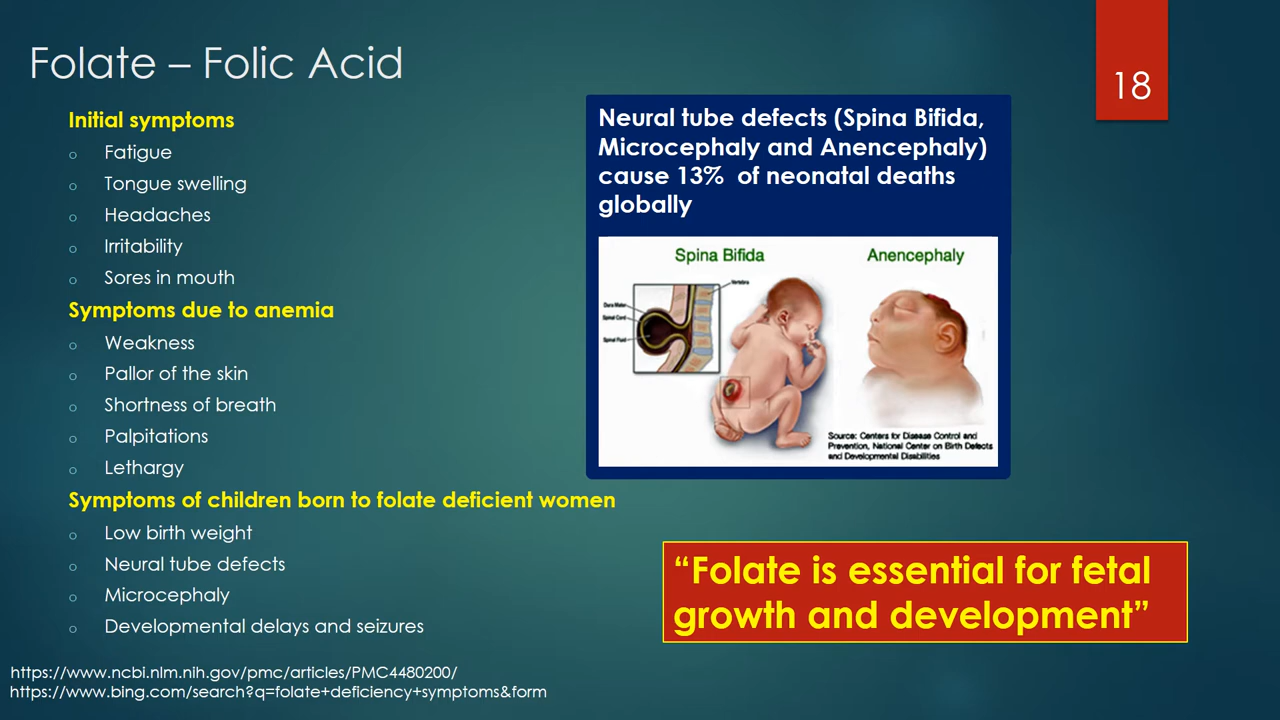 Folate – Folic Acid
18
Initial symptoms
Fatigue
Tongue swelling
Headaches
Irritability
Sores in mouth
Symptoms due to anemia
Weakness
Pallor of the skin
Shortness of breath
Palpitations
Lethargy
Symptoms of children born to folate deficient women
Low birth weight
Neural tube defects
Microcephaly
Developmental delays and seizures
https://www.ncbi.nlm.nih.gov/pmc/articles/PMC4480200/
https://www.bing.com/search?q=folate+deficiency+symptoms&form
Neural tube defects (Spina Bifida,
Microcephaly and Anencephaly)
cause 13% of neonatal deaths
globally
Spina Bifida
Anencephaly
Vertebra
Dura Mater
Spinal Cord
Spinal Fluid
Source: Centers for Disease Control and
Prevention, National Center on Birth Defects
and Developmental Disabilities
“Folate is essential for fetal
growth and development”